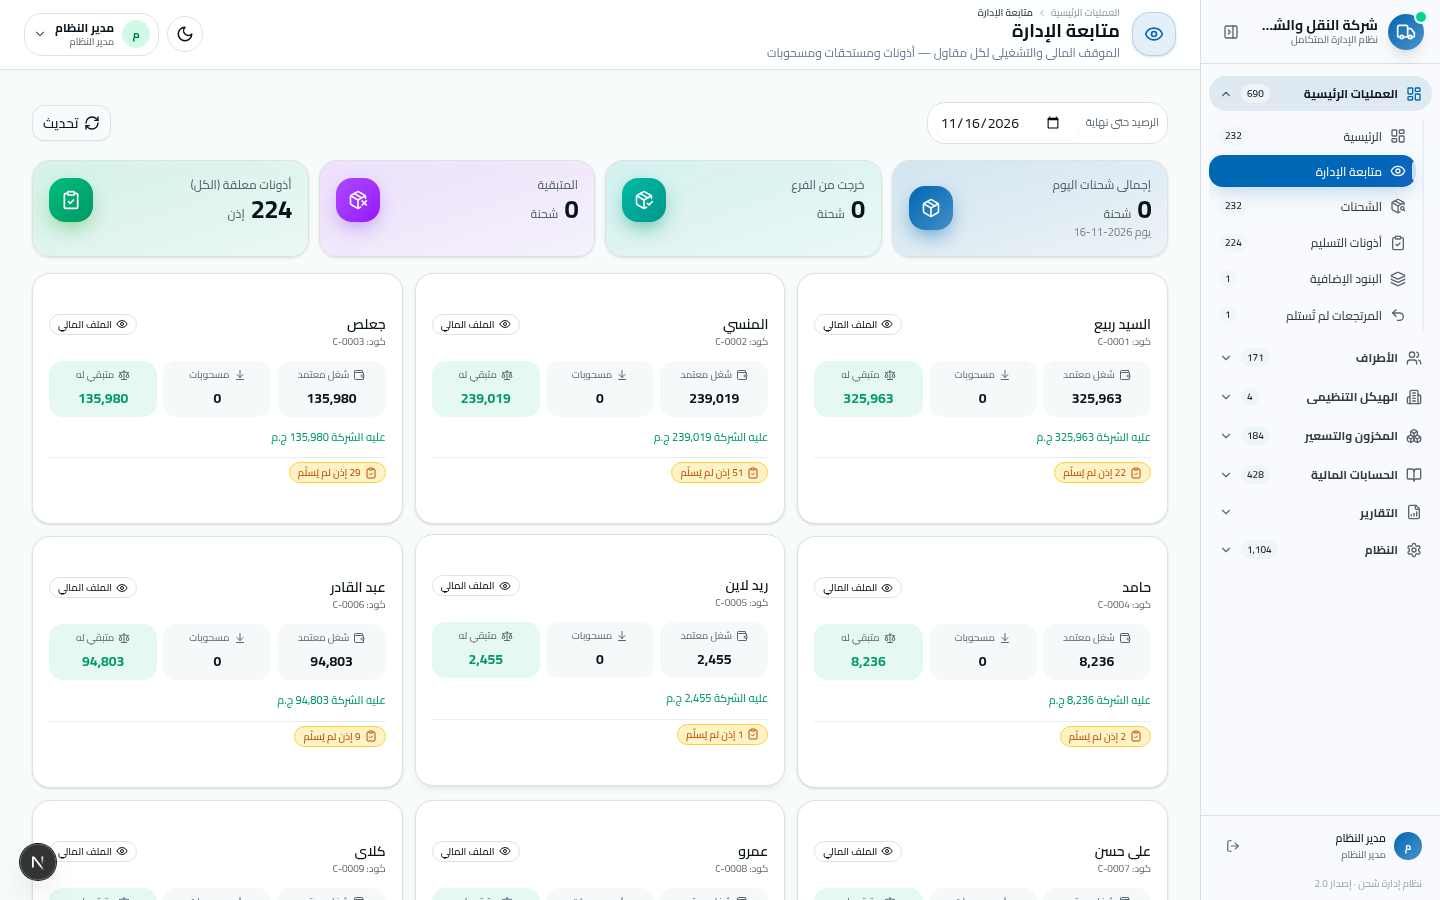 شركة النقل والشـ...
نظام الإدارة المتكامل
العمليات الرئيسية 690
الرئيسية 232
متابعة الإدارة
الشحنات 232
أذونات التسليم 224
البنود الإضافية 1
المرتجعات لم تُستلم 1
الأطراف 171
الهيكل التنظيمي 4
المخزون والتسعير 184
الحسابات المالية 428
التقارير
النظام 1,104
م
مدير النظام
مدير النظام
نظام إدارة شحن · إصدار 2.0
العمليات الرئيسية
متابعة الإدارة
متابعة الإدارة
الموقف المالي والتشغيلي لكل مقاول — أذونات ومستحقات ومسحوبات
م
مدير النظام
مدير النظام
الرصيد حتى نهاية
11/16/2026
تحديث
إجمالي شحنات اليوم
0 شحنة
يوم 2026-11-16
خرجت من الفرع
0 شحنة
المتبقية
0 شحنة
أذونات معلقة (الكل)
224 إذن
السيد ربيع
كود: C-0001
الملف المالي
شغل معتمد
325,963
مسحوبات
0
متبقي له
325,963
عليه الشركة 325,963 ج.م
22 إذن لم يُسلّم
المنسي
كود: C-0002
الملف المالي
شغل معتمد
239,019
مسحوبات
0
متبقي له
239,019
عليه الشركة 239,019 ج.م
51 إذن لم يُسلّم
جعلص
كود: C-0003
الملف المالي
شغل معتمد
135,980
مسحوبات
0
متبقي له
135,980
عليه الشركة 135,980 ج.م
29 إذن لم يُسلّم
حامد
كود: C-0004
الملف المالي
شغل معتمد
8,236
مسحوبات
0
متبقي له
8,236
عليه الشركة 8,236 ج.م
2 إذن لم يُسلّم
ريد لاين
كود: C-0005
الملف المالي
شغل معتمد
2,455
مسحوبات
0
متبقي له
2,455
عليه الشركة 2,455 ج.م
1 إذن لم يُسلّم
عبد القادر
كود: C-0006
الملف المالي
شغل معتمد
94,803
مسحوبات
0
متبقي له
94,803
عليه الشركة 94,803 ج.م
9 إذن لم يُسلّم
على حسن
كود: C-0007
الملف المالي
عمرو
كود: C-0008
الملف المالي
كلاى
كود: C-0009
الملف المالي
N